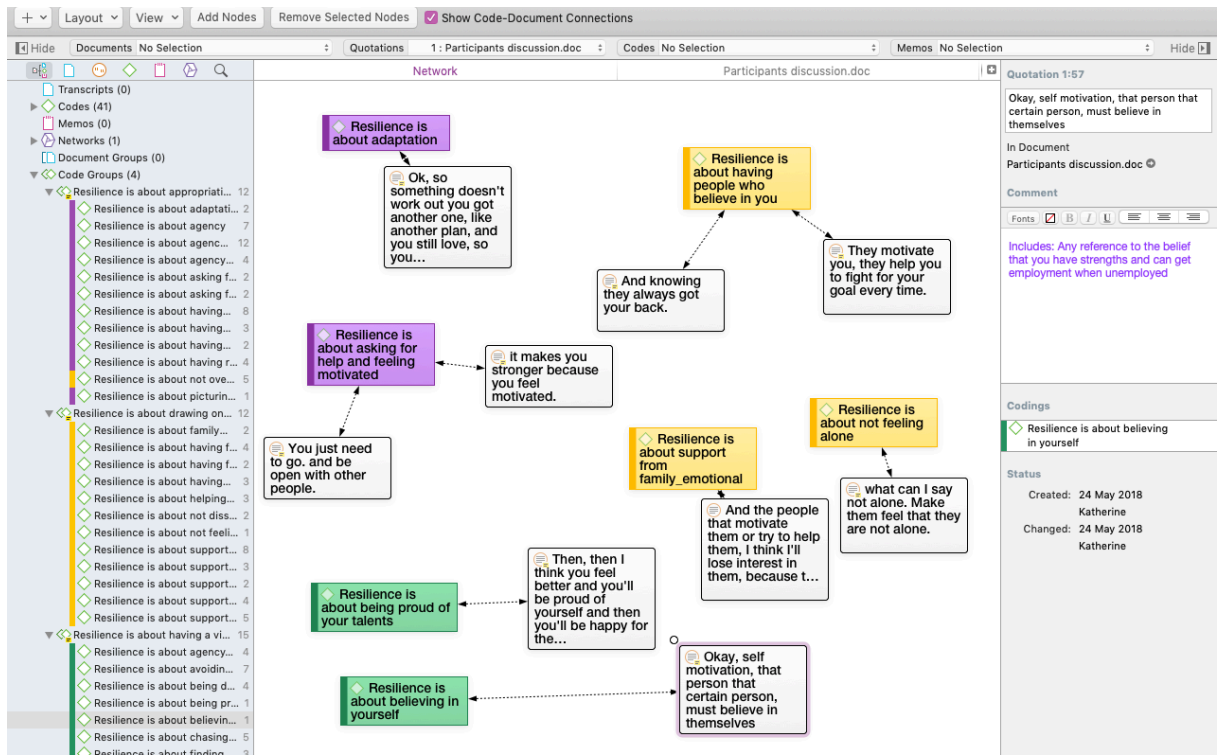 Layout
View
Add Nodes
Remove Selected Nodes
Show Code-Document Connections
Hide
Documents No Selection
Quotations
1 : Participants discussion.doc
Codes No Selection
Memos No Selection
Hide
Transcripts (0)
Codes (41)
Memos (0)
Networks (1)
Document Groups (0)
Code Groups (4)
Resilience is about appropriati... 12
Resilience is about adaptati... 2
Resilience is about agency 7
Resilience is about agenc... 12
Resilience is about agency... 4
Resilience is about asking f... 2
Resilience is about asking f... 2
Resilience is about having... 8
Resilience is about having... 3
Resilience is about having... 2
Resilience is about having r... 4
Resilience is about not ove... 5
Resilience is about picturin... 1
Resilience is about drawing on... 12
Resilience is about family... 2
Resilience is about having f... 4
Resilience is about having f... 2
Resilience is about having... 3
Resilience is about helping... 3
Resilience is about not diss... 2
Resilience is about not feeli... 1
Resilience is about support... 8
Resilience is about support... 3
Resilience is about support... 2
Resilience is about support... 4
Resilience is about support... 5
Resilience is about having a vi... 15
Resilience is about agency... 4
Resilience is about avoidin... 7
Resilience is about being d... 4
Resilience is about being pr... 1
Resilience is about believin... 1
Resilience is about chasing... 5
Resilience is about finding... 3
Network
Participants discussion.doc
Resilience is
about adaptation
Ok, so
something doesn't
work out you got
another one, like
another plan, and
you still love, so
you...
Resilience is
about having
people who
believe in you
And knowing
they always got
your back.
They motivate
you, they help you
to fight for your
goal every time.
Resilience is
about asking for
help and feeling
motivated
it makes you
stronger because
you feel
motivated.
You just need
to go. and be
open with other
people.
Resilience is
about support
from
family_emotional
Resilience is
about not feeling
alone
And the people
that motivate
them or try to help
them, I think I'll
lose interest in
them, because t...
what can I say
not alone. Make
them feel that they
are not alone.
Then, then I
think you feel
better and you'll
be proud of
yourself and then
you'll be happy for
the...
Resilience is
about being proud of
your talents
Resilience is
about believing in
yourself
Okay, self
motivation, that
person that
certain person,
must believe in
themselves
Quotation 1:57
Okay, self motivation, that person that
certain person, must believe in
themselves
In Document
Participants discussion.doc
Comment
Fonts B I U
Includes: Any reference to the belief
that you have strengths and can get
employment when unemployed
Codings
Resilience is about believing
in yourself
Status
Created: 24 May 2018
Katherine
Changed: 24 May 2018
Katherine